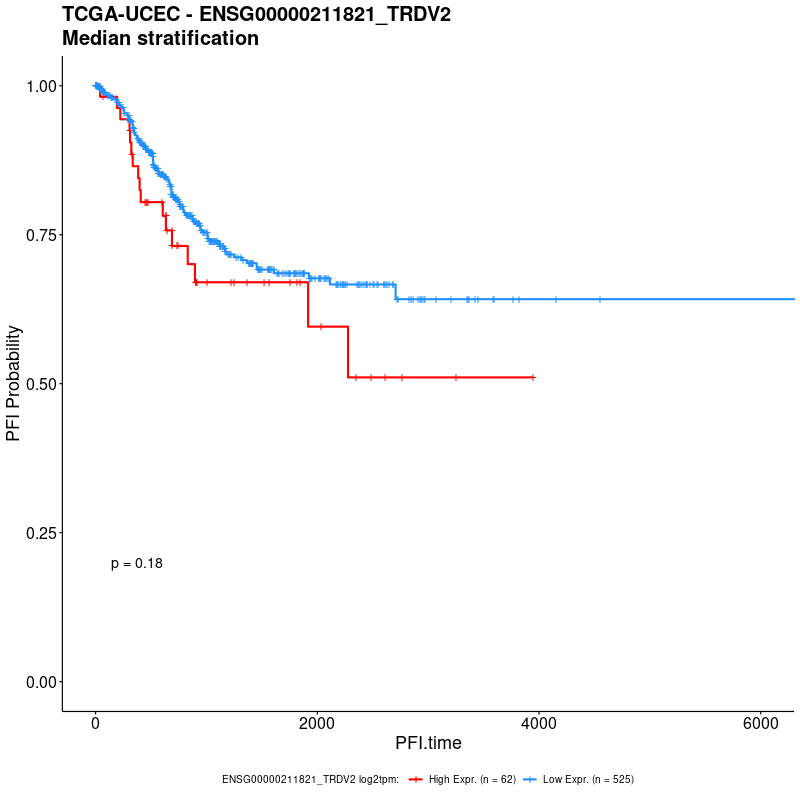 TCGA-UCEC - ENSG00000211821_TRDV2
Median stratification
1.00
0.75
0.50
0.25
0.00
PFI Probability
p = 0.18
0 2000 4000 6000
PFI.time
ENSG00000211821_TRDV2 log2tpm: High Expr. (n = 62) Low Expr. (n = 525)